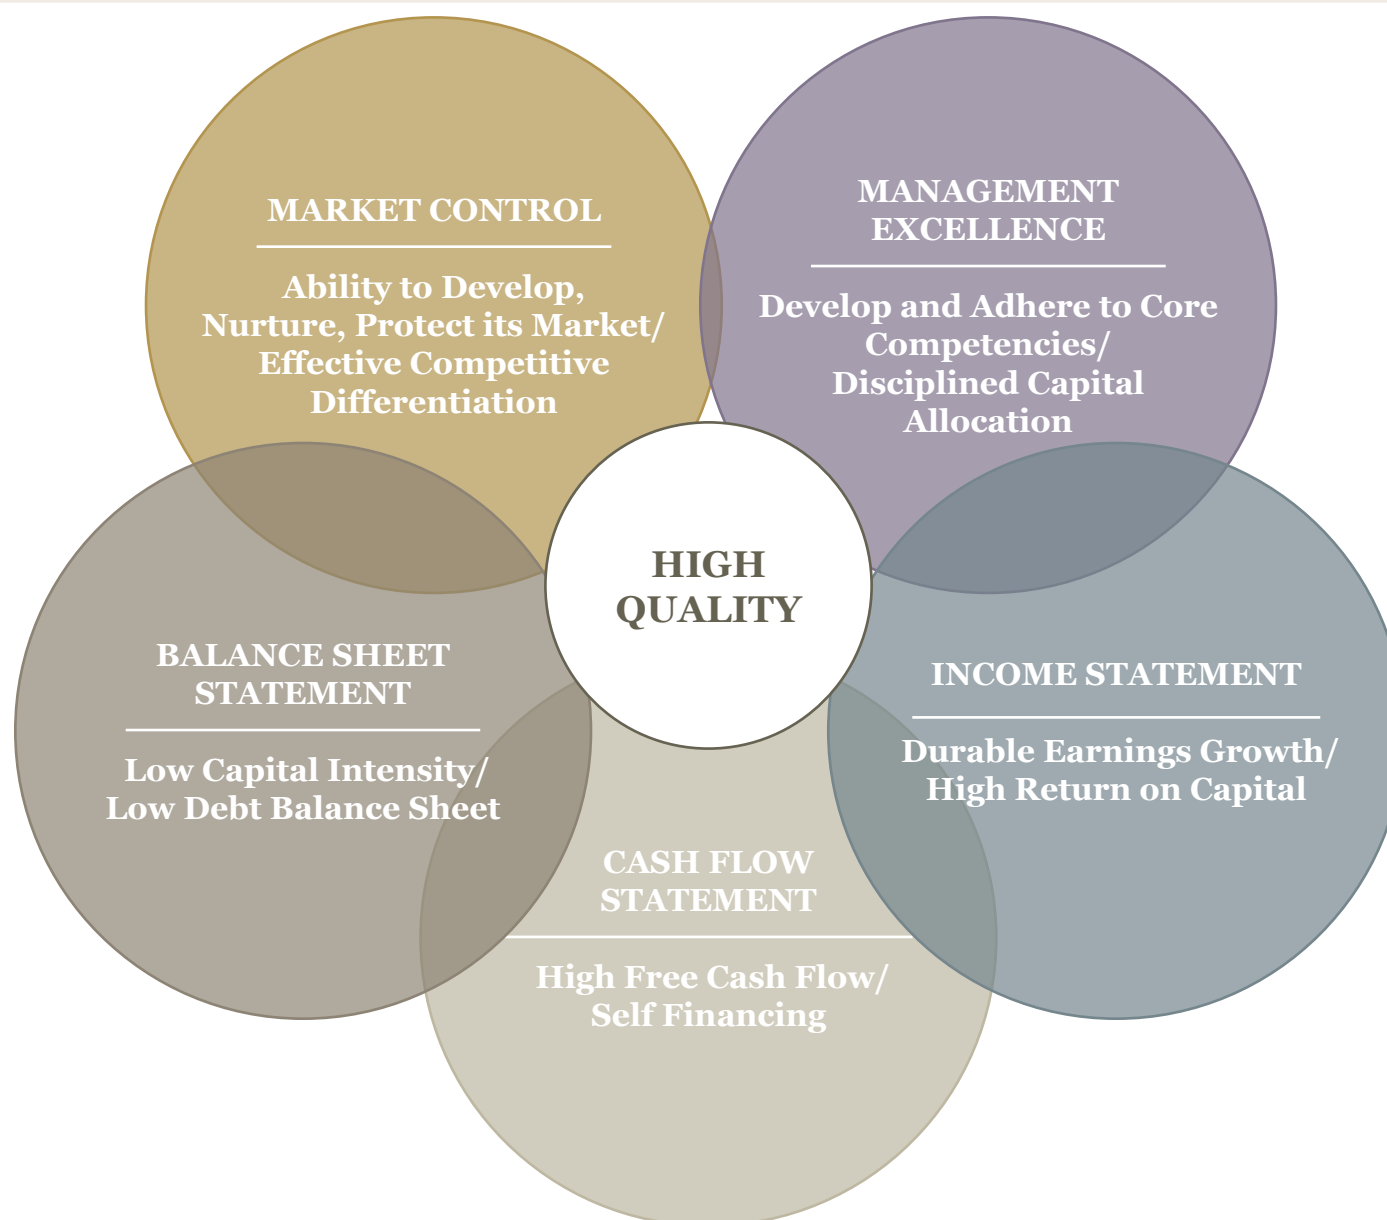 MARKET CONTROL
Ability to Develop,
Nurture, Protect its Market/
Effective Competitive
Differentiation
MANAGEMENT
EXCELLENCE
Develop and Adhere to Core
Competencies/
Disciplined Capital
Allocation
HIGH
QUALITY
BALANCE SHEET
STATEMENT
Low Capital Intensity/
Low Debt Balance Sheet
INCOME STATEMENT
Durable Earnings Growth/
High Return on Capital
CASH FLOW
STATEMENT
High Free Cash Flow/
Self Financing